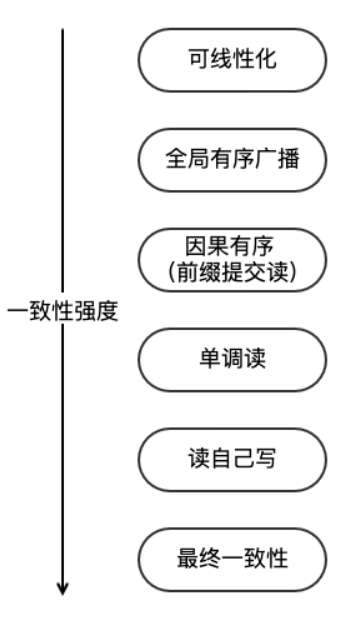 可线性化
全局有序广播
因果有序
（前缀提交读）
一致性强度
单调读
读自己写
最终一致性